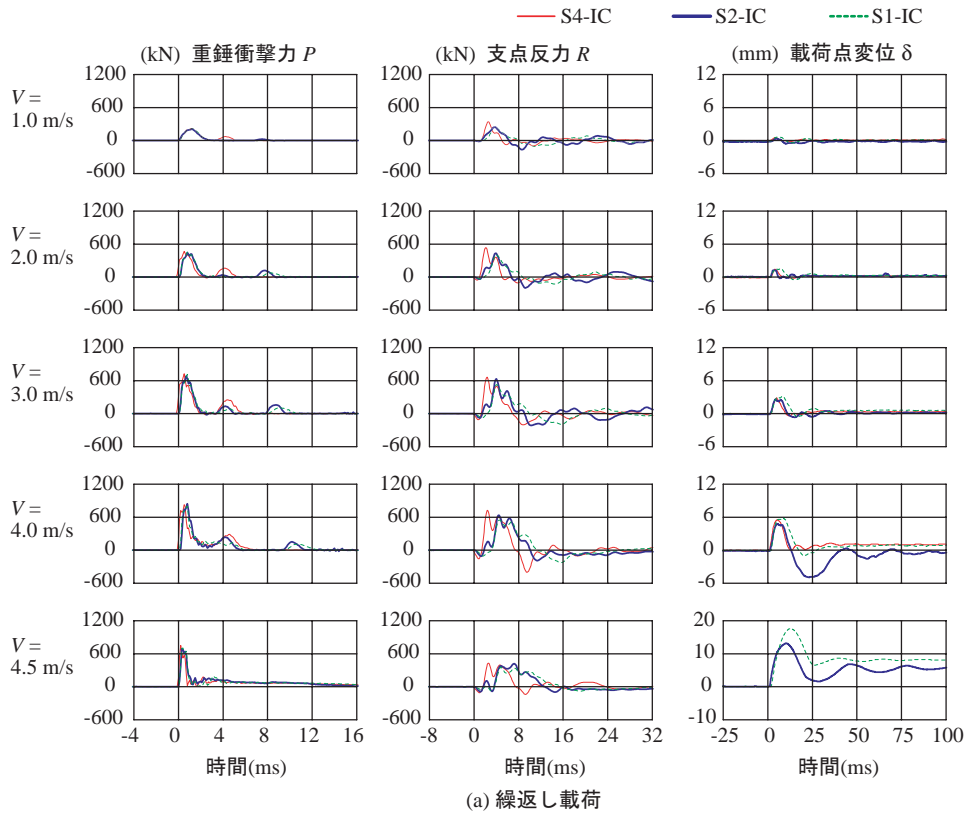 S4-IC S2-IC S1-IC
(kN) 重錘衝撃力 P (kN) 支点反力 R (mm) 載荷点変位 δ
V = 1200 1200 12
1.0 m/s 600 600 6
0 0 0
-600 -600 -6
V = 1200 1200 12
2.0 m/s 600 600 6
0 0 0
-600 -600 -6
V = 1200 1200 12
3.0 m/s 600 600 6
0 0 0
-600 -600 -6
V = 1200 1200 12
4.0 m/s 600 600 6
0 0 0
-600 -600 -6
V = 1200 1200 20
4.5 m/s 600 600 10
0 0 0
-600 -600 -10
-4 0 4 8 12 16 -8 0 8 16 24 32 -25 0 25 50 75 100
時間(ms) 時間(ms) 時間(ms)
(a) 繰返し載荷